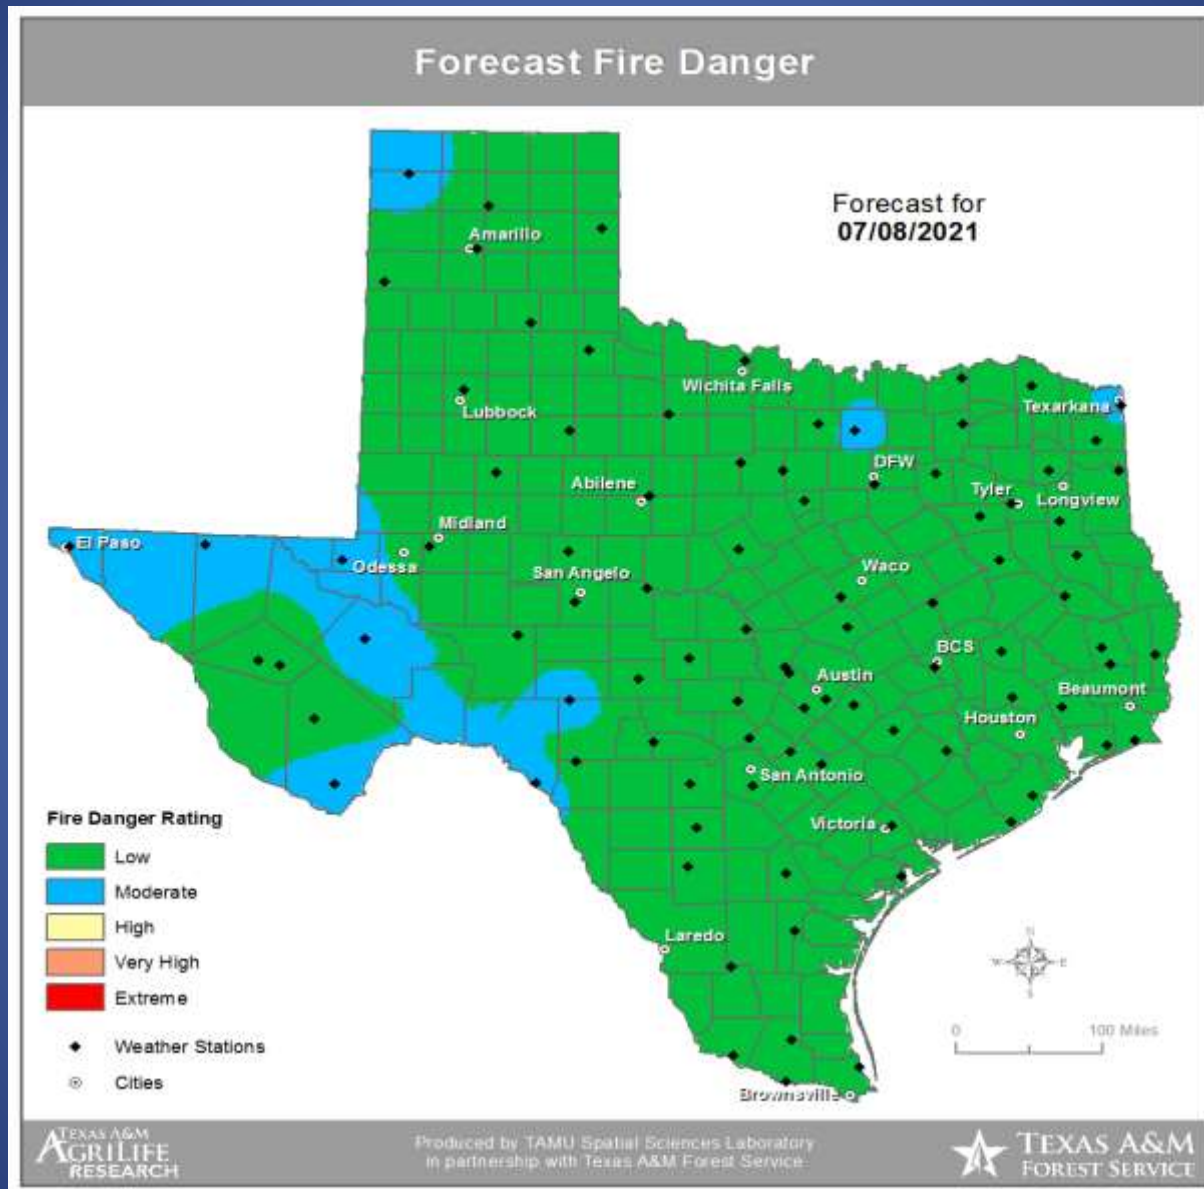 Forecast Fire Danger
Forecast for
07/08/2021
Amarillo
Wichita Falls
Lubbock
Texarkana
DFW
Abilene
Tyler
Longview
Midland
El Paso
Odessa
San Angelo
Waco
BCS
Austin
Beaumont
Houston
San Antonio
Victoria
Laredo
Brownsville
Fire Danger Rating
Low
Moderate
High
Very High
Extreme
Weather Stations
Cities
N
W E
S
0 100 Miles
TEXAS A&M
AGRILIFE
RESEARCH
Produced by TAMU Spatial Sciences Laboratory
in partnership with Texas A&M Forest Service
TEXAS A&M
FOREST SERVICE